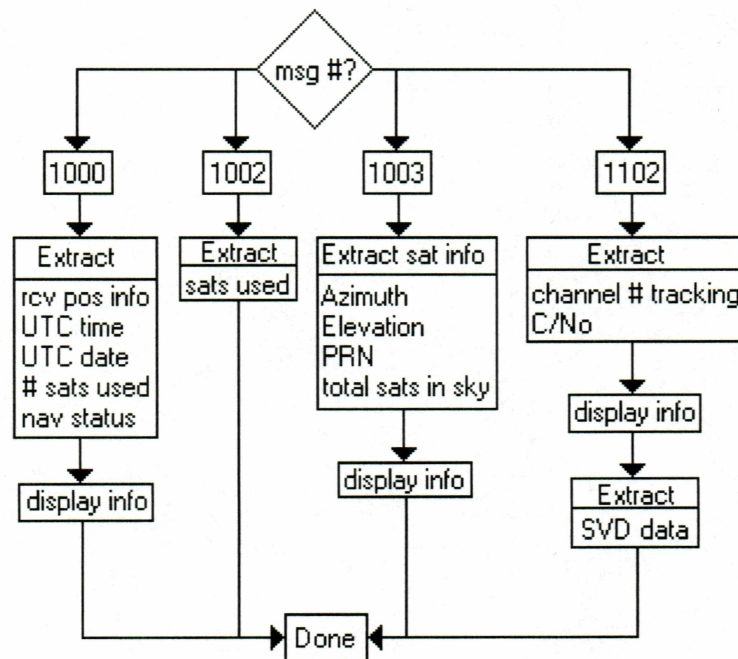 msg #?
1000
1002
1003
1102
Extract
rcv pos info
UTC time
UTC date
# sats used
nav status
display info
Extract
sats used
Extract sat info
Azimuth
Elevation
PRN
total sats in sky
display info
Extract
channel # tracking
C/No
display info
Extract
SVD data
Done